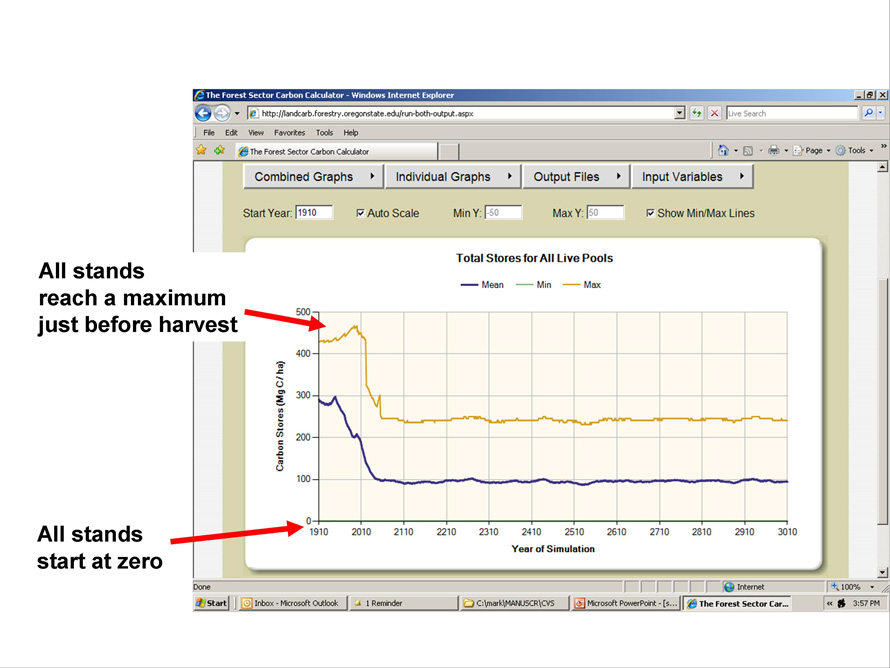 The Forest Sector Carbon Calculator - Windows Internet Explorer
http://landcarb.forestry.oregonstate.edu/run-both-output.aspx
Live Search
File Edit View Favorites Tools Help
The Forest Sector Carbon Calculator
Page Tools »
Combined Graphs Individual Graphs Output Files Input Variables
Start Year: 1910 Auto Scale Min Y: -50 Max Y: 50 Show Min/Max Lines
Total Stores for All Live Pools
Mean Min Max
All stands
reach a maximum
just before harvest
500
400
300
200
100
0
Carbon Stores (Mg C / ha)
1910 2010 2110 2210 2310 2410 2510 2610 2710 2810 2910 3010
Year of Simulation
All stands
start at zero
Done Internet 100%
Start Inbox - Microsoft Outlook 1 Reminder C:\mark\MANUSCR\CVS Microsoft PowerPoint - [s... The Forest Sector Car... « 3:57 PM